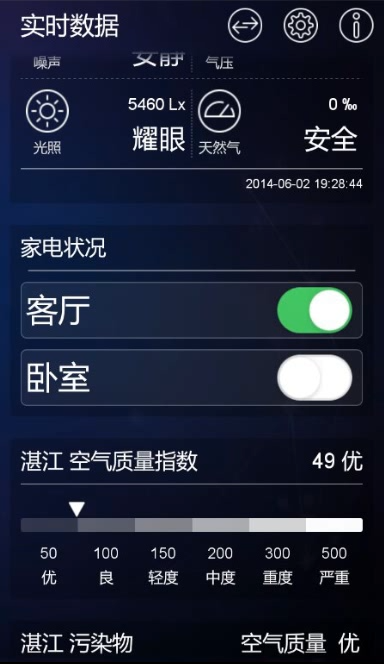 实时数据
噪声 安静 气压
5460 Lx 0 ‰
光照 耀眼 天然气 安全
2014-06-02 19:28:44
家电状况
客厅
卧室
湛江 空气质量指数 49 优
50 100 150 200 300 500
优 良 轻度 中度 重度 严重
湛江 污染物 空气质量 优